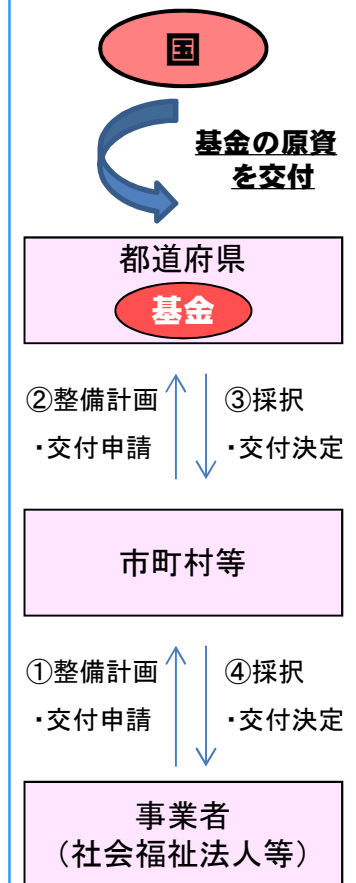 国
基金の原資
を交付
都道府県
基金
②整備計画
・交付申請
③採択
・交付決定
市町村等
①整備計画
・交付申請
④採択
・交付決定
事業者
（社会福祉法人等）